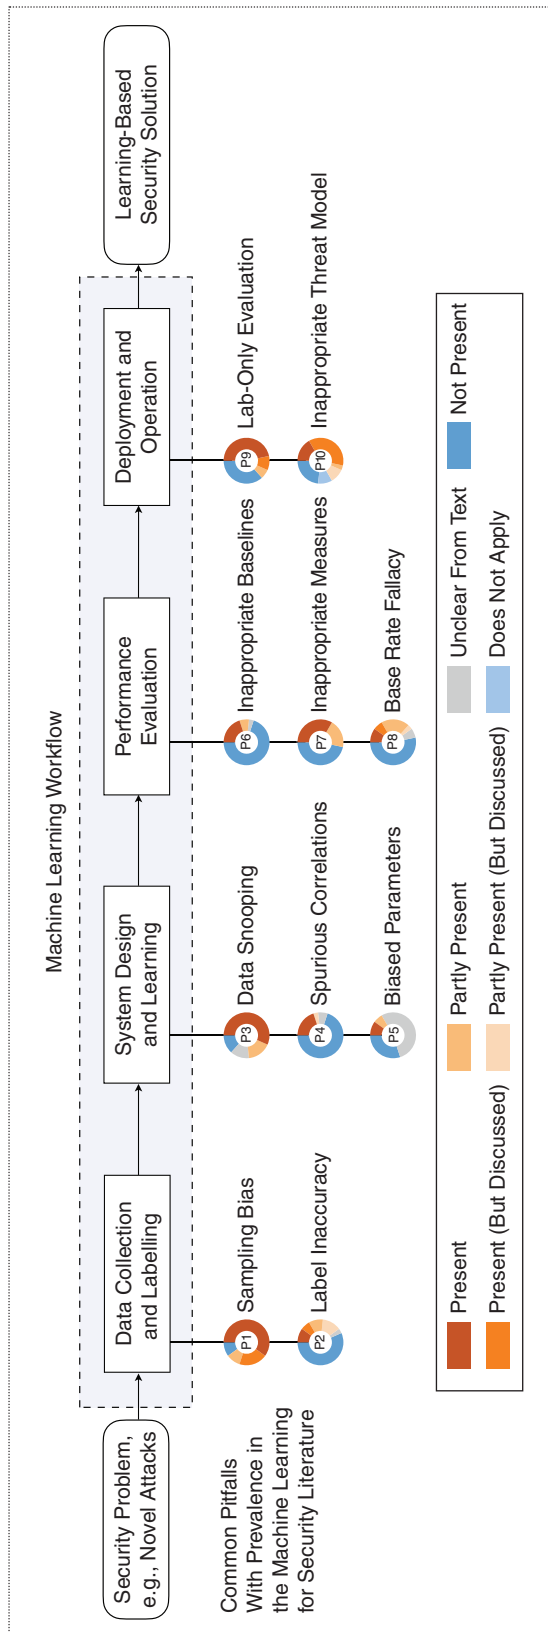 Machine Learning Workflow
Security Problem,
e.g., Novel Attacks
Data Collection
and Labelling
System Design
and Learning
Performance
Evaluation
Deployment and
Operation
Learning-Based
Security Solution
Common Pitfalls
With Prevalence in
the Machine Learning
for Security Literature
P1 Sampling Bias
P2 Label Inaccuracy
P3 Data Snooping
P4 Spurious Correlations
P5 Biased Parameters
P6 Inappropriate Baselines
P7 Inappropriate Measures
P8 Base Rate Fallacy
P9 Lab-Only Evaluation
P10 Inappropriate Threat Model
Present
Partly Present
Unclear From Text
Not Present
Present (But Discussed)
Partly Present (But Discussed)
Does Not Apply